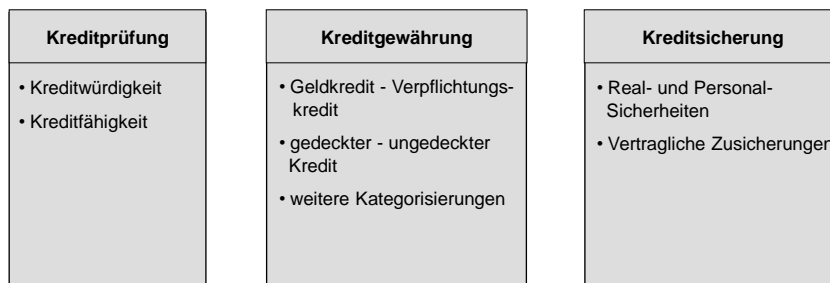 Kreditprüfung
• Kreditwürdigkeit
• Kreditfähigkeit
Kreditgewährung
• Geldkredit - Verpflichtungs-
kredit
• gedeckter - ungedeckter
Kredit
• weitere Kategorisierungen
Kreditsicherung
• Real- und Personal-
Sicherheiten
• Vertragliche Zusicherungen